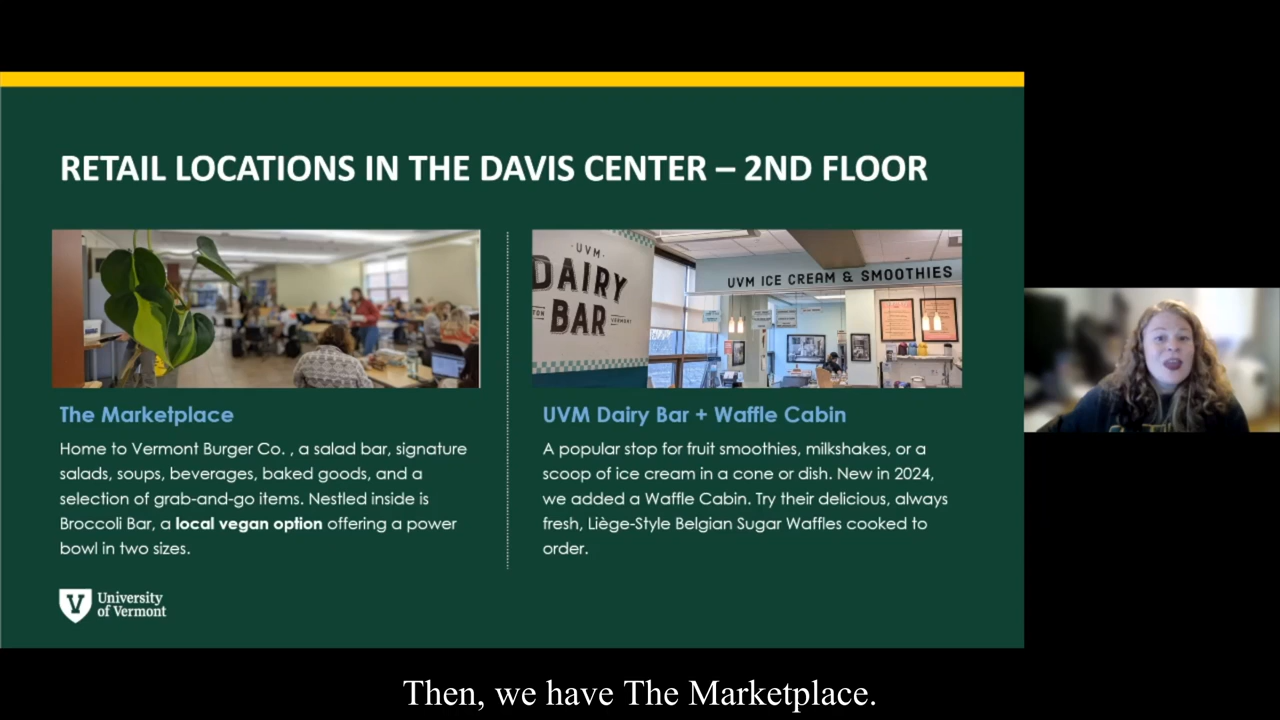 RETAIL LOCATIONS IN THE DAVIS CENTER – 2ND FLOOR
·UVM·
DAIRY
BAR
VERMONT
UVM ICE CREAM & SMOOTHIES
The Marketplace
Home to Vermont Burger Co. , a salad bar, signature
salads, soups, beverages, baked goods, and a
selection of grab-and-go items. Nestled inside is
Broccoli Bar, a local vegan option offering a power
bowl in two sizes.
UVM Dairy Bar + Waffle Cabin
A popular stop for fruit smoothies, milkshakes, or a
scoop of ice cream in a cone or dish. New in 2024,
we added a Waffle Cabin. Try their delicious, always
fresh, Liège-Style Belgian Sugar Waffles cooked to
order.
University
of Vermont
Then, we have The Marketplace.